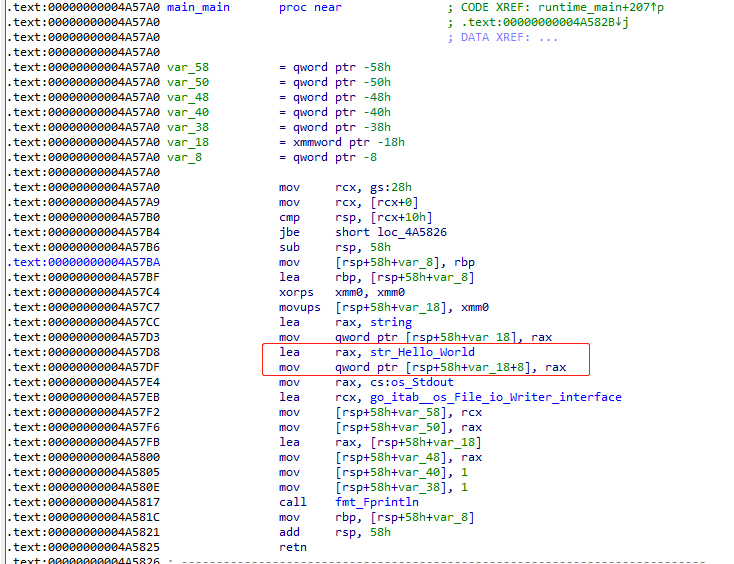 .text:00000000004A57A0 main_main proc near ; CODE XREF: runtime_main+207↑p
.text:00000000004A57A0 ; .text:00000000004A582B↓j
.text:00000000004A57A0 ; DATA XREF: ...
.text:00000000004A57A0
.text:00000000004A57A0 var_58 = qword ptr -58h
.text:00000000004A57A0 var_50 = qword ptr -50h
.text:00000000004A57A0 var_48 = qword ptr -48h
.text:00000000004A57A0 var_40 = qword ptr -40h
.text:00000000004A57A0 var_38 = qword ptr -38h
.text:00000000004A57A0 var_18 = xmmword ptr -18h
.text:00000000004A57A0 var_8 = qword ptr -8
.text:00000000004A57A0
.text:00000000004A57A0 mov rcx, gs:28h
.text:00000000004A57A9 mov rcx, [rcx+0]
.text:00000000004A57B0 cmp rsp, [rcx+10h]
.text:00000000004A57B4 jbe short loc_4A5826
.text:00000000004A57B6 sub rsp, 58h
.text:00000000004A57BA mov [rsp+58h+var_8], rbp
.text:00000000004A57BF lea rbp, [rsp+58h+var_8]
.text:00000000004A57C4 xorps xmm0, xmm0
.text:00000000004A57C7 movups [rsp+58h+var_18], xmm0
.text:00000000004A57CC lea rax, string
.text:00000000004A57D3 mov qword ptr [rsp+58h+var_18], rax
.text:00000000004A57D8 lea rax, str_Hello_World
.text:00000000004A57DF mov qword ptr [rsp+58h+var_18+8], rax
.text:00000000004A57E4 mov rax, cs:os_Stdout
.text:00000000004A57EB lea rcx, go_itab__os_File_io_Writer_interface
.text:00000000004A57F2 mov [rsp+58h+var_58], rcx
.text:00000000004A57F6 mov [rsp+58h+var_50], rax
.text:00000000004A57FB lea rax, [rsp+58h+var_18]
.text:00000000004A5800 mov [rsp+58h+var_48], rax
.text:00000000004A5805 mov [rsp+58h+var_40], 1
.text:00000000004A580E mov [rsp+58h+var_38], 1
.text:00000000004A5817 call fmt_Fprintln
.text:00000000004A581C mov rbp, [rsp+58h+var_8]
.text:00000000004A5821 add rsp, 58h
.text:00000000004A5825 retn
.text:00000000004A5826 ; ---------------------------------------------------------------------------